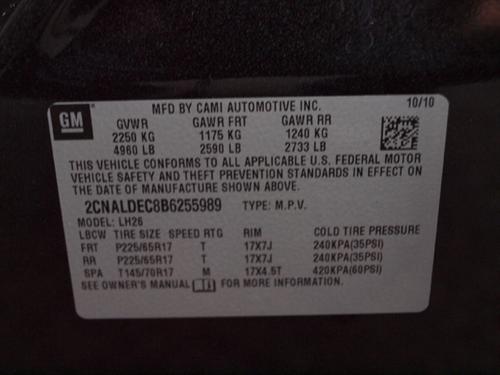 MFD BY CAMI AUTOMOTIVE INC. 10/10
GM
GVWR GAWR FRT GAWR RR
2250 KG 1175 KG 1240 KG
4960 LB 2590 LB 2733 LB
THIS VEHICLE CONFORMS TO ALL APPLICABLE U.S. FEDERAL MOTOR
VEHICLE SAFETY AND THEFT PREVENTION STANDARDS IN EFFECT ON
THE DATE OF MANUFACTURE SHOWN ABOVE.
2CNALDEC8B6255989 TYPE: M.P.V.
MODEL: LH26
LBCW TIRE SIZE SPEED RTG RIM COLD TIRE PRESSURE
FRT P225/65R17 T 17X7J 240KPA(35PSI)
RR P225/65R17 T 17X7J 240KPA(35PSI)
SPA T145/70R17 M 17X4.5T 420KPA(60PSI)
SEE OWNER'S MANUAL FOR MORE INFORMATION.